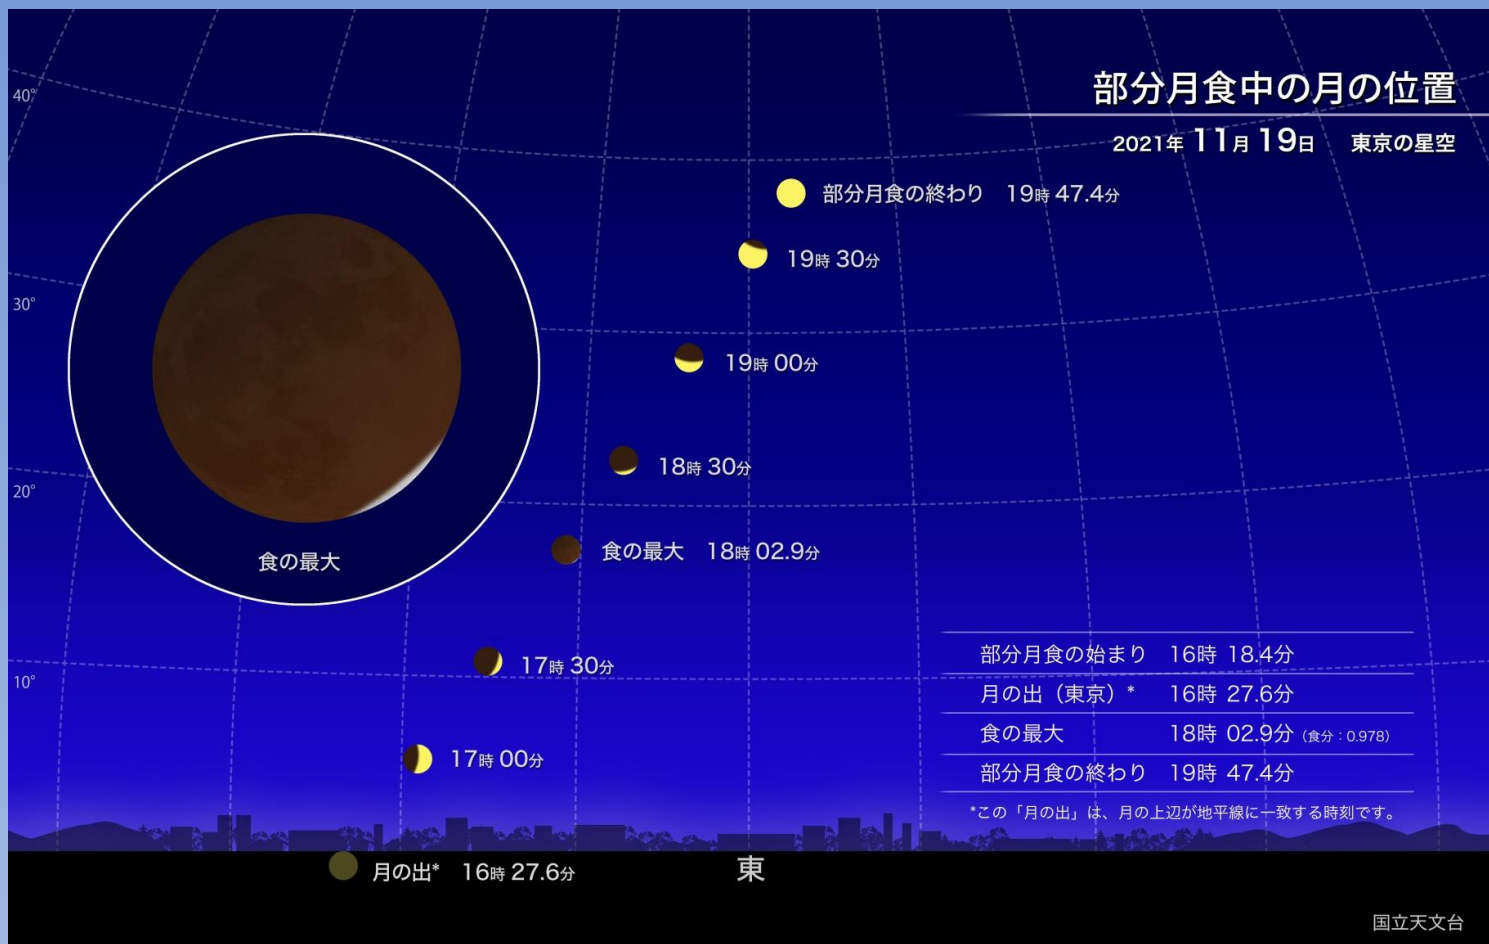 部分月食中の月の位置
2021年 11月 19日 東京の星空
40°
部分月食の終わり 19時 47.4分
19時 30分
30°
19時 00分
18時 30分
20°
食の最大 18時 02.9分
食の最大
17時 30分
10°
17時 00分
部分月食の始まり 16時 18.4分
月の出（東京）* 16時 27.6分
食の最大 18時 02.9分（食分：0.978）
部分月食の終わり 19時 47.4分
*この「月の出」は、月の上辺が地平線に一致する時刻です。
月の出* 16時 27.6分
東
国立天文台